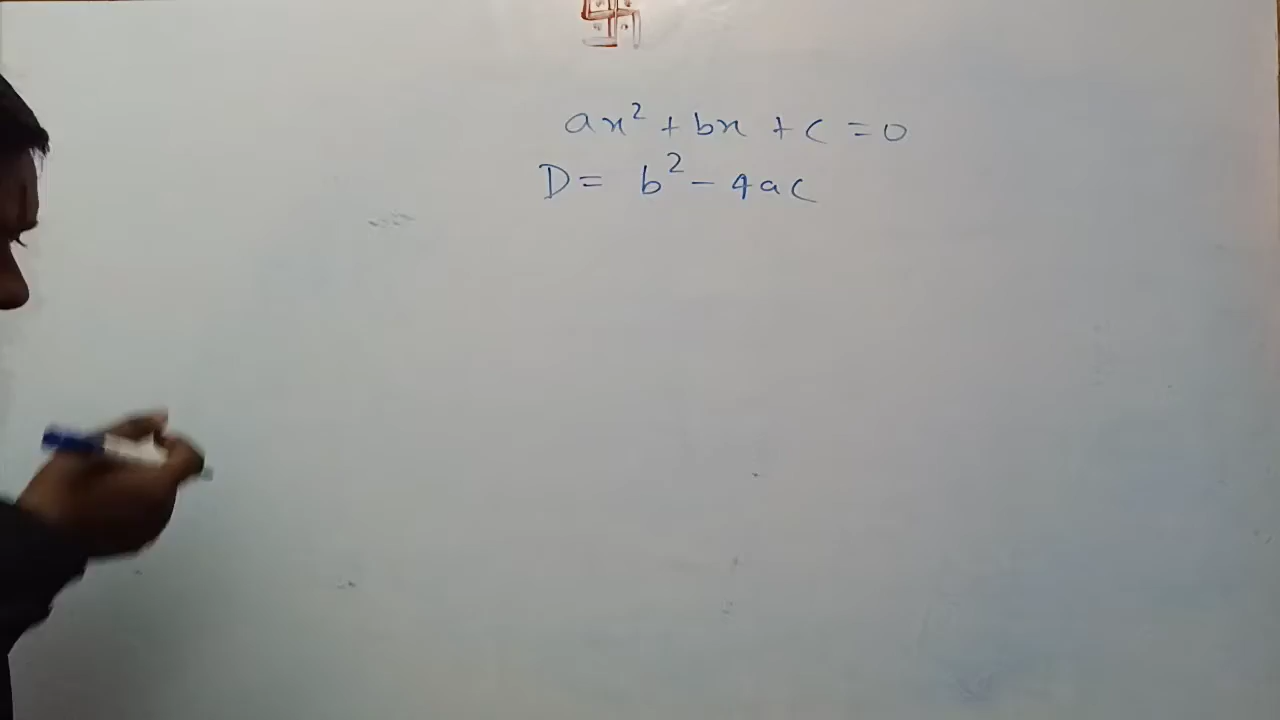 ax² + bx + c = 0
D = b² - 4ac